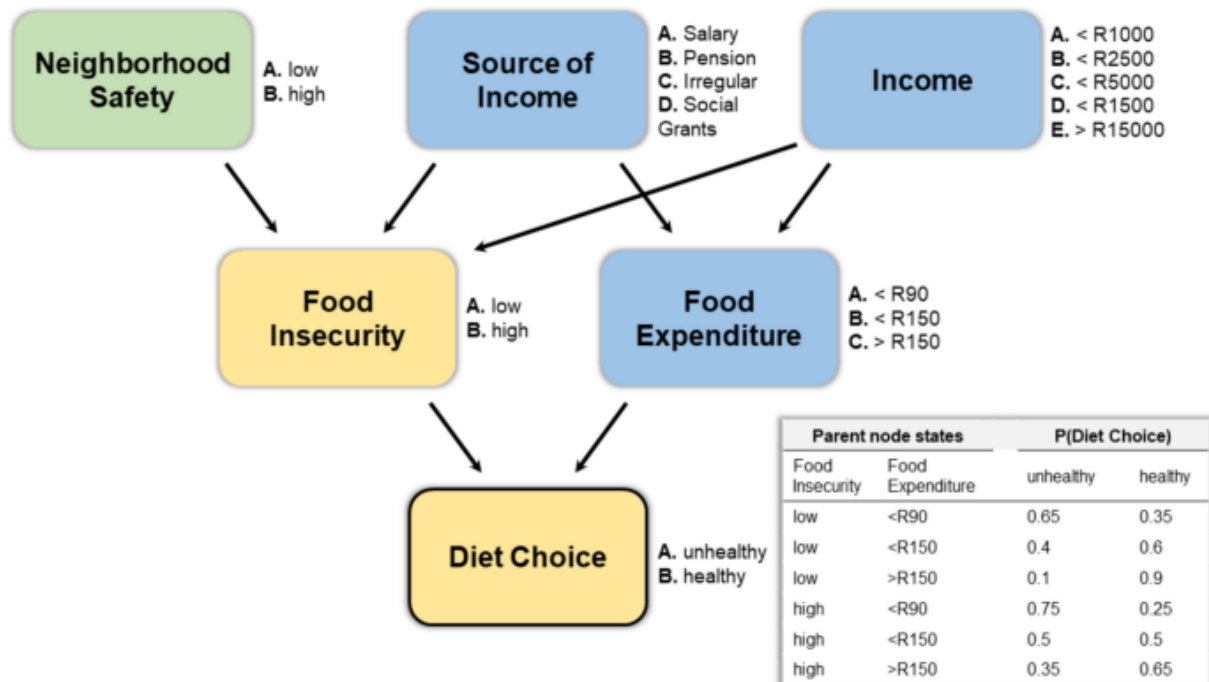 Neighborhood
Safety
A. low
B. high
Source of
Income
A. Salary
B. Pension
C. Irregular
D. Social
Grants
Income
A. < R1000
B. < R2500
C. < R5000
D. < R1500
E. > R15000
Food
Insecurity
A. low
B. high
Food
Expenditure
A. < R90
B. < R150
C. > R150
Diet Choice
A. unhealthy
B. healthy
Parent node states P(Diet Choice)
Food Food
Insecurity Expenditure unhealthy healthy
low <R90 0.65 0.35
low <R150 0.4 0.6
low >R150 0.1 0.9
high <R90 0.75 0.25
high <R150 0.5 0.5
high >R150 0.35 0.65